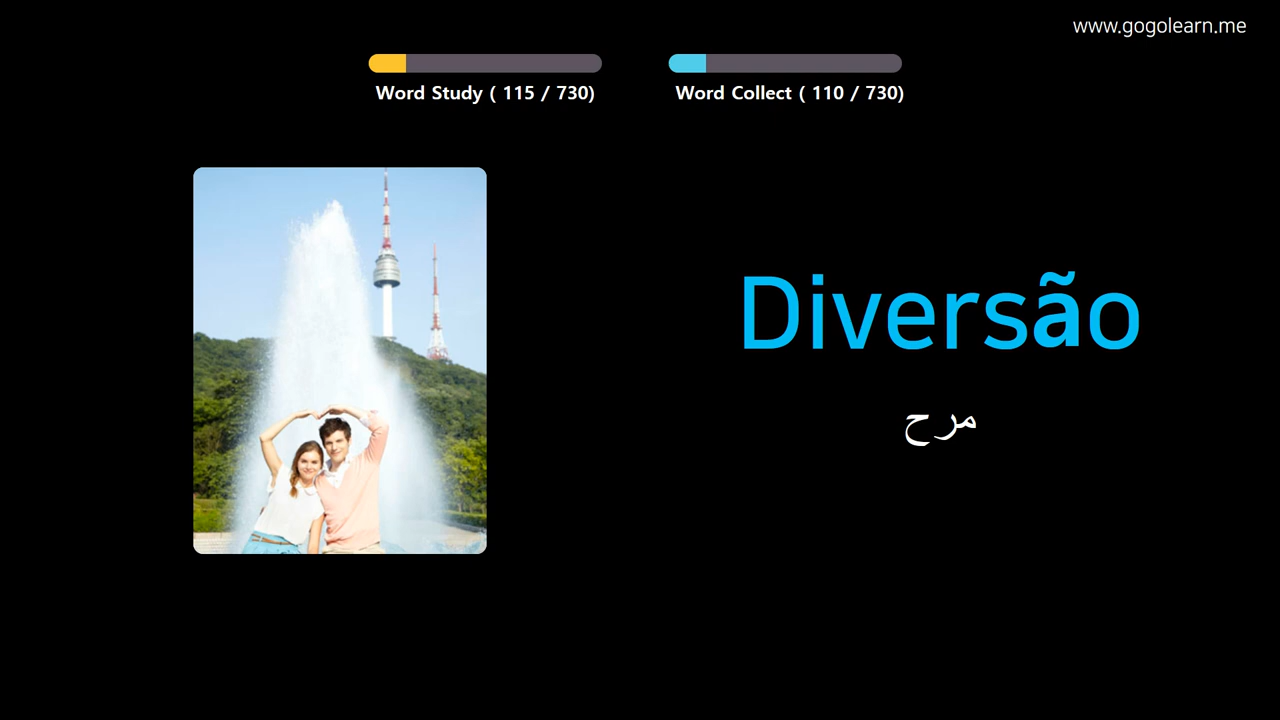 www.gogolearn.me
Word Study ( 115 / 730)
Word Collect ( 110 / 730)
Diversão
مرح